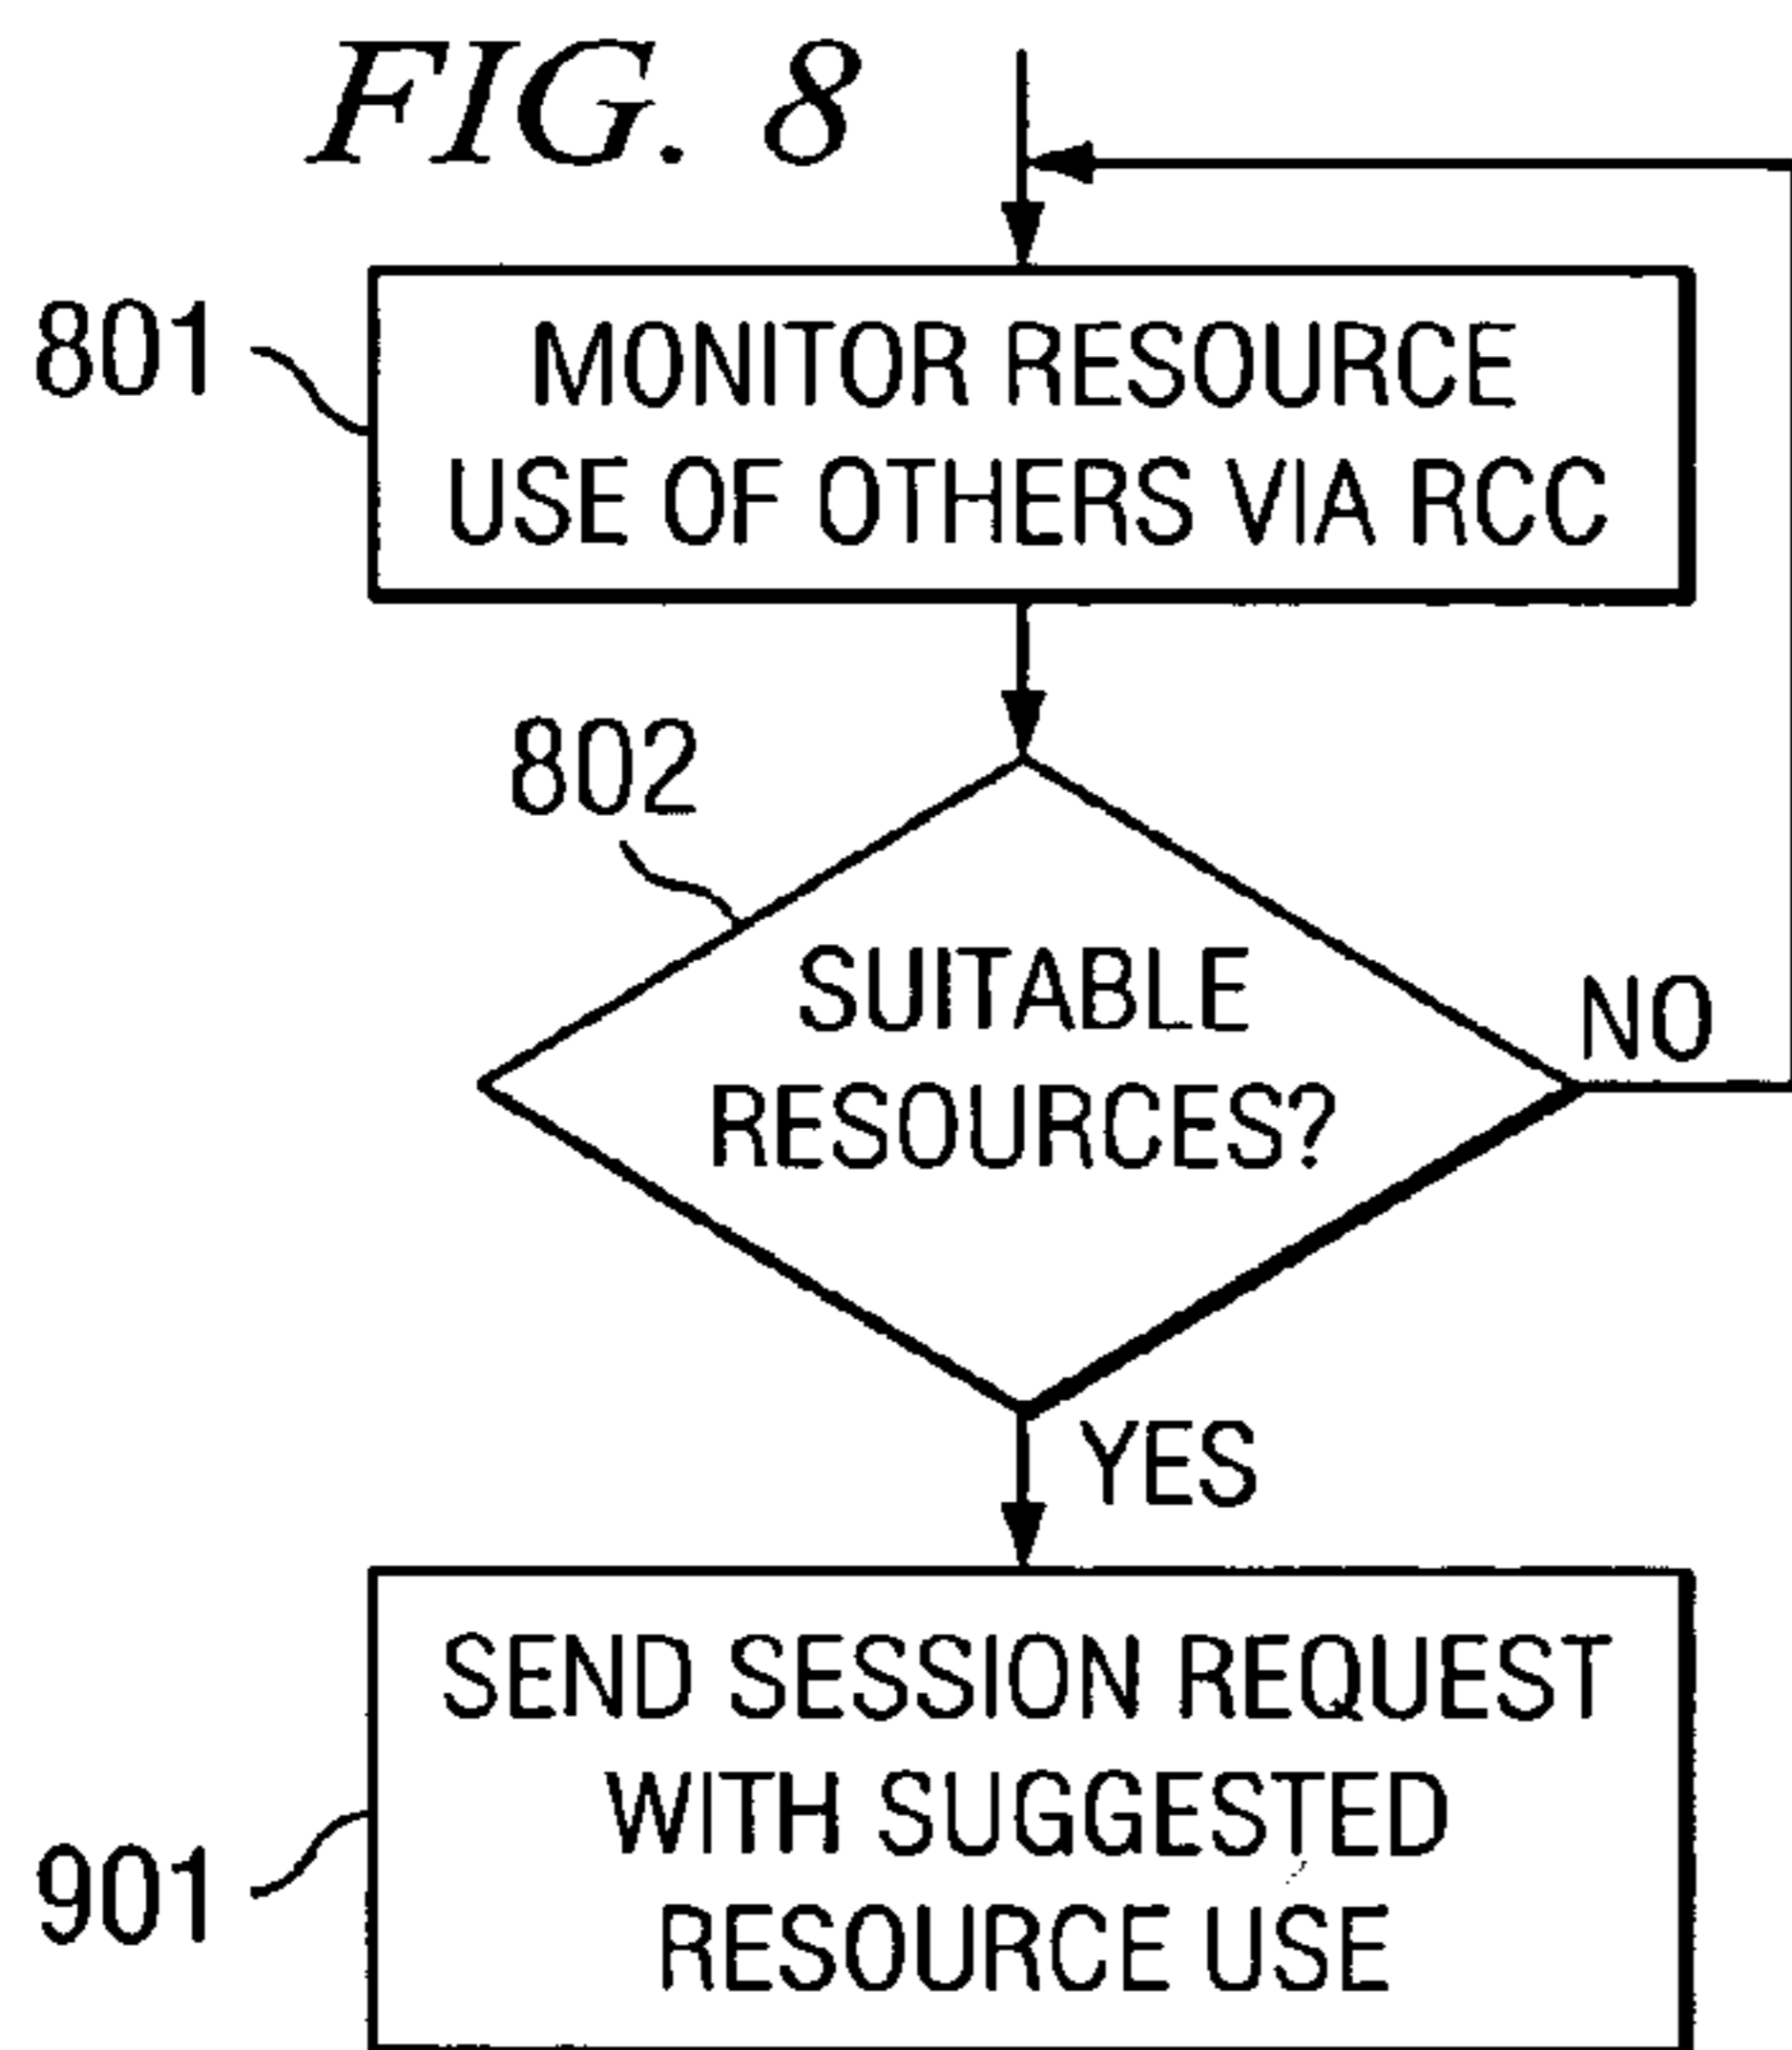 FIG. 8
801
MONITOR RESOURCE
USE OF OTHERS VIA RCC
802
SUITABLE
RESOURCES?
NO
YES
SEND SESSION REQUEST
WITH SUGGESTED
RESOURCE USE
901